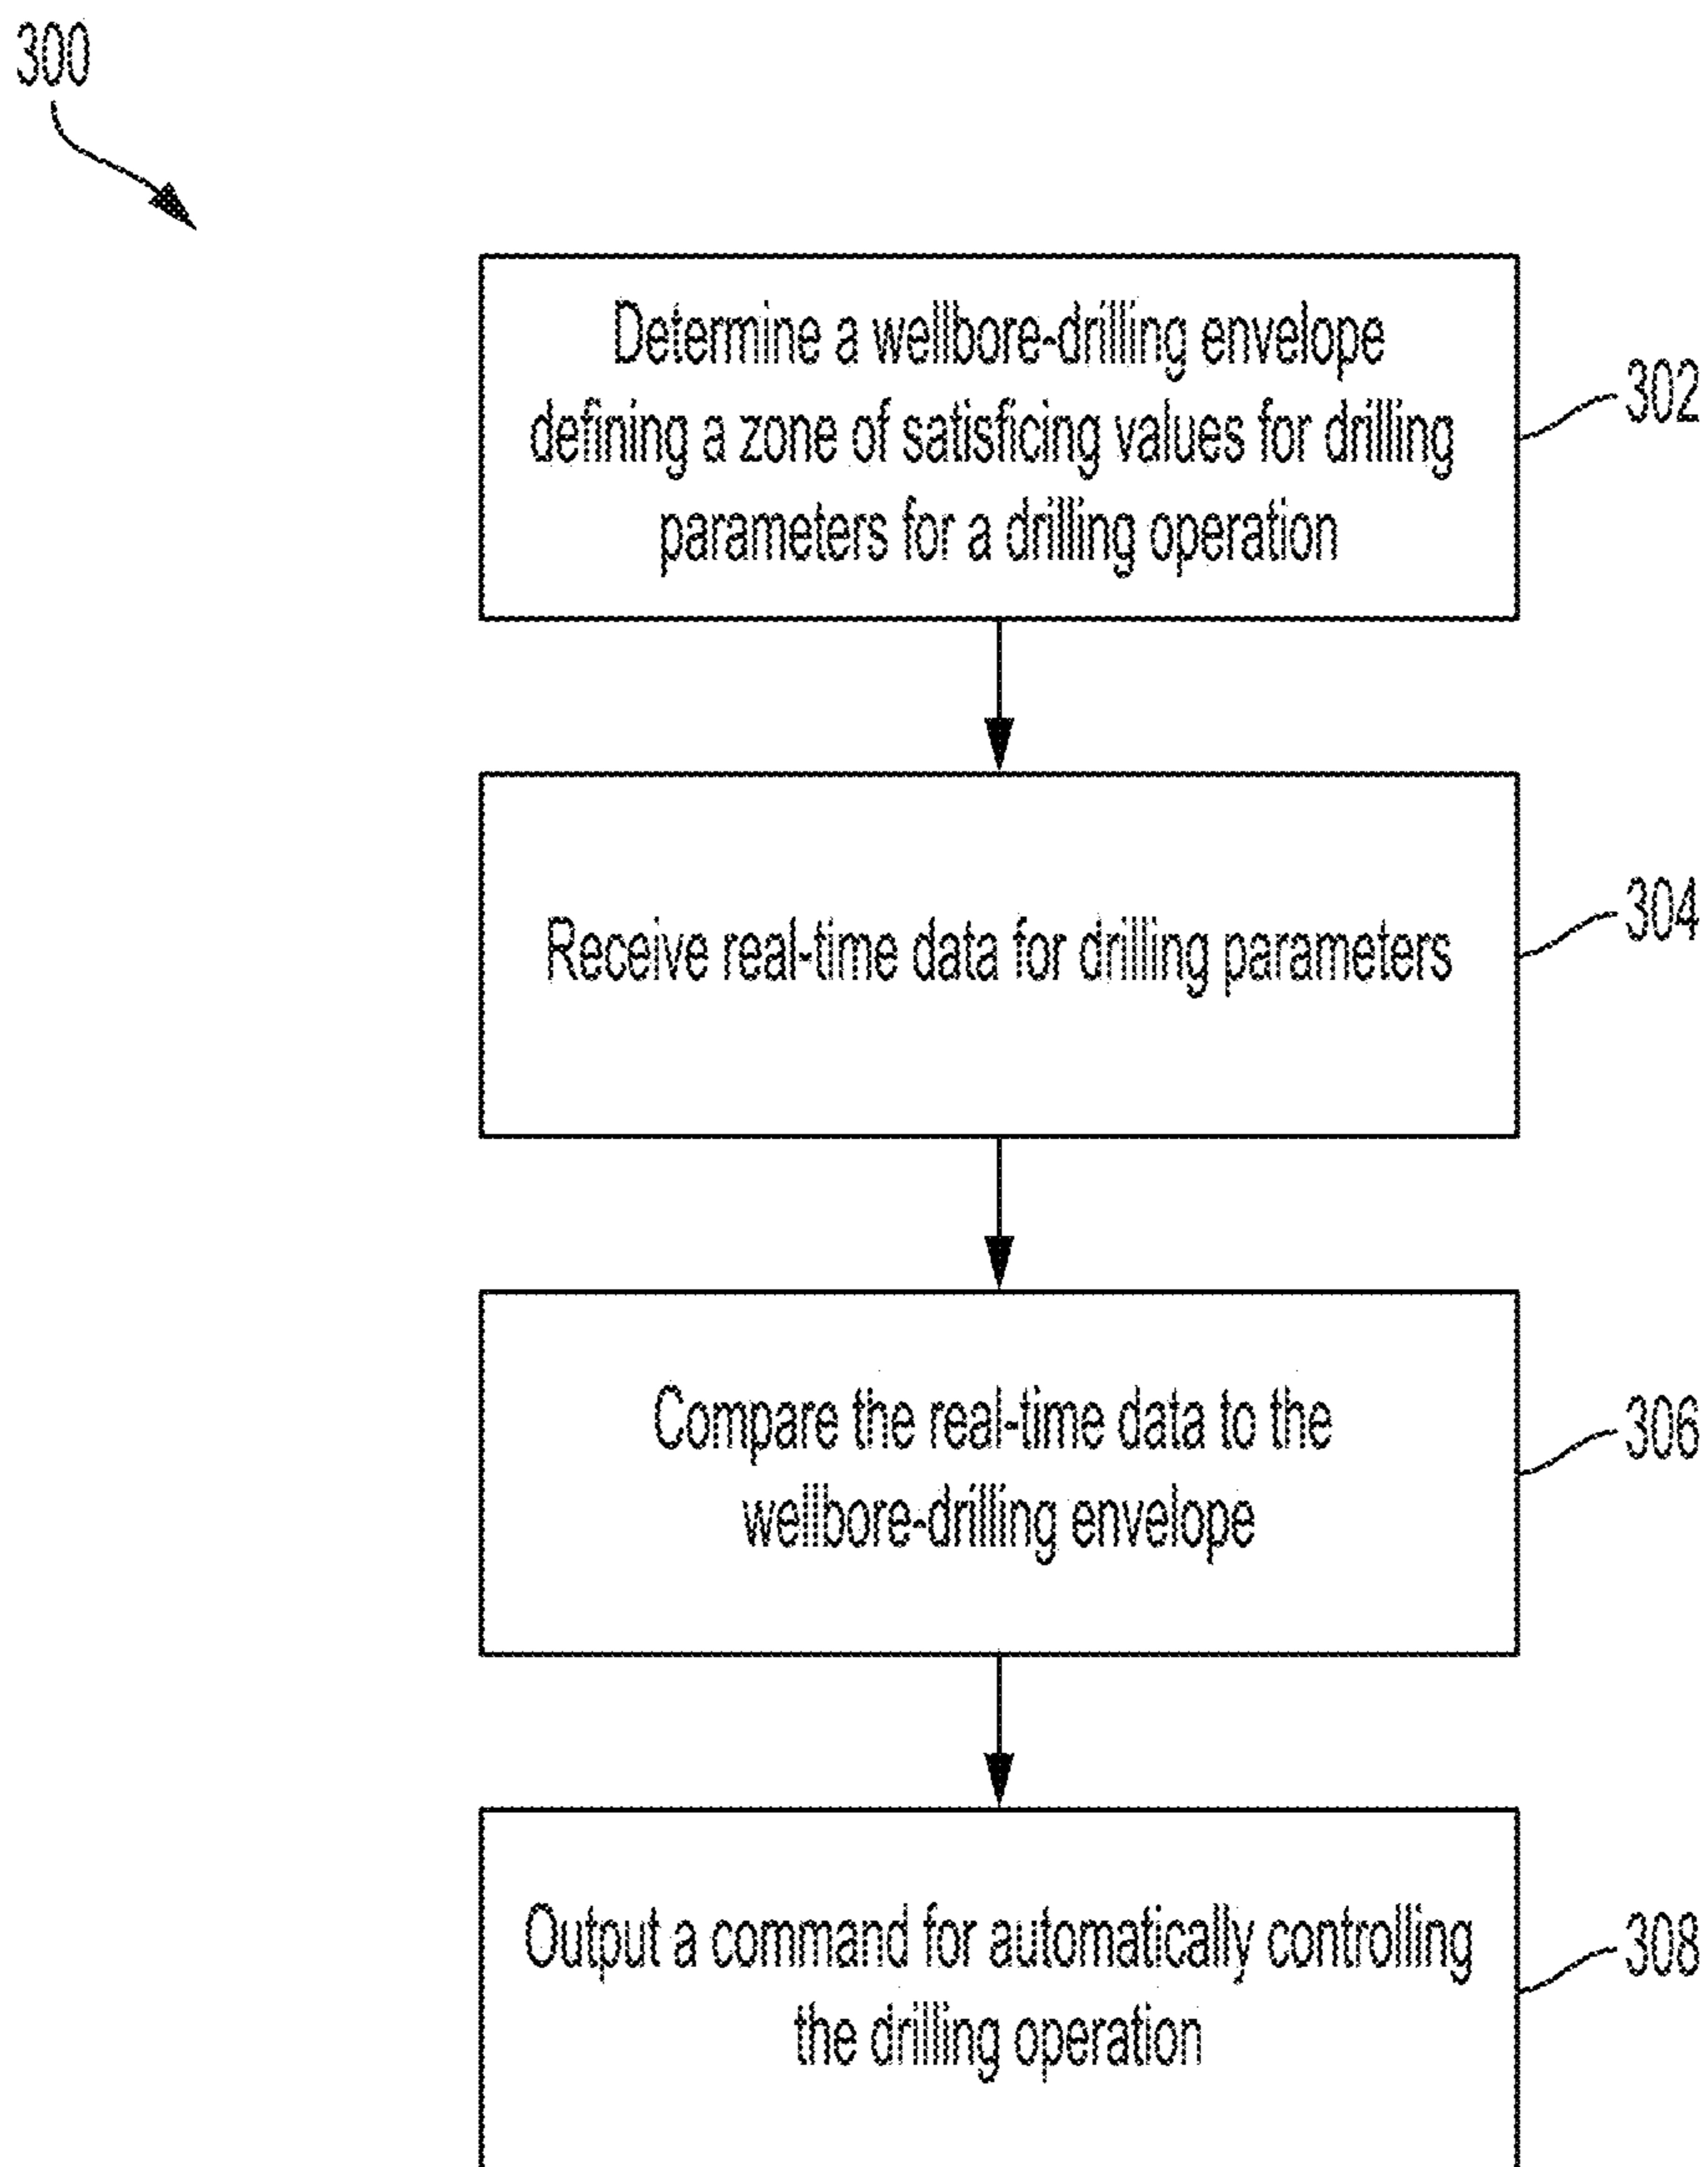 300
Determine a wellbore-drilling envelope
defining a zone of satisficing values for drilling
parameters for a drilling operation
302
Receive real-time data for drilling parameters
304
Compare the real-time data to the
wellbore-drilling envelope
306
Output a command for automatically controlling
the drilling operation
308